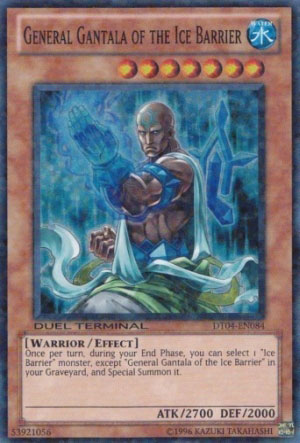 GENERAL GANTALA OF THE ICE BARRIER
WATER
水
DUEL TERMINAL DT04-EN084
[WARRIOR / EFFECT]
Once per turn, during your End Phase, you can select 1 "Ice
Barrier" monster, except "General Gantala of the Ice Barrier" in
your Graveyard, and Special Summon it.
ATK/2700 DEF/2000
53921056 ©1996 KAZUKI TAKAHASHI